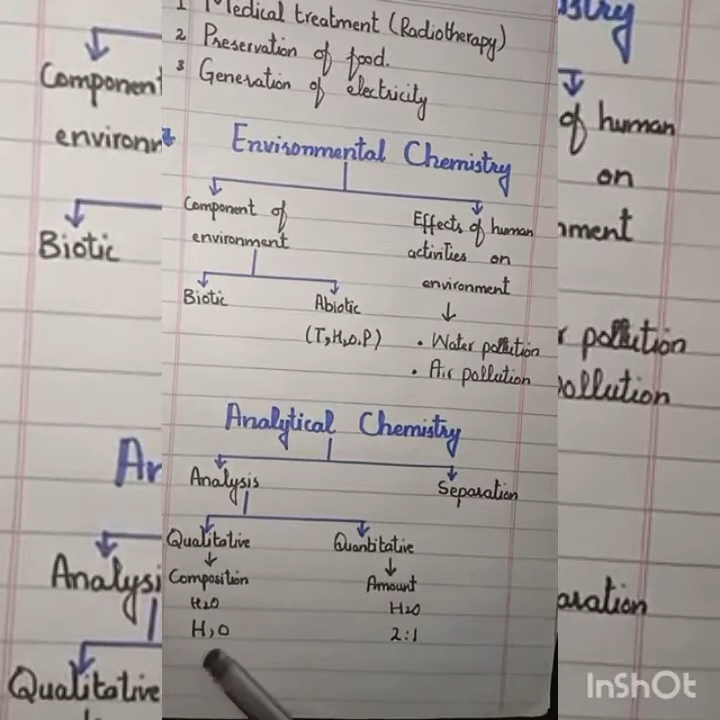 1 Medical treatment (Radiotherapy)
2 Preservation of food.
3 Generation of electricity
Environmental Chemistry
Component of
environment
Effects of human
activities on
environment
Biotic
Abiotic
(T, H, O.P)
• Water pollution
• Air pollution
Analytical Chemistry
Analysis
Separation
Qualitative
Quantitative
Composition
Amount
H2O
H2O
H, O
2:1
InShOt